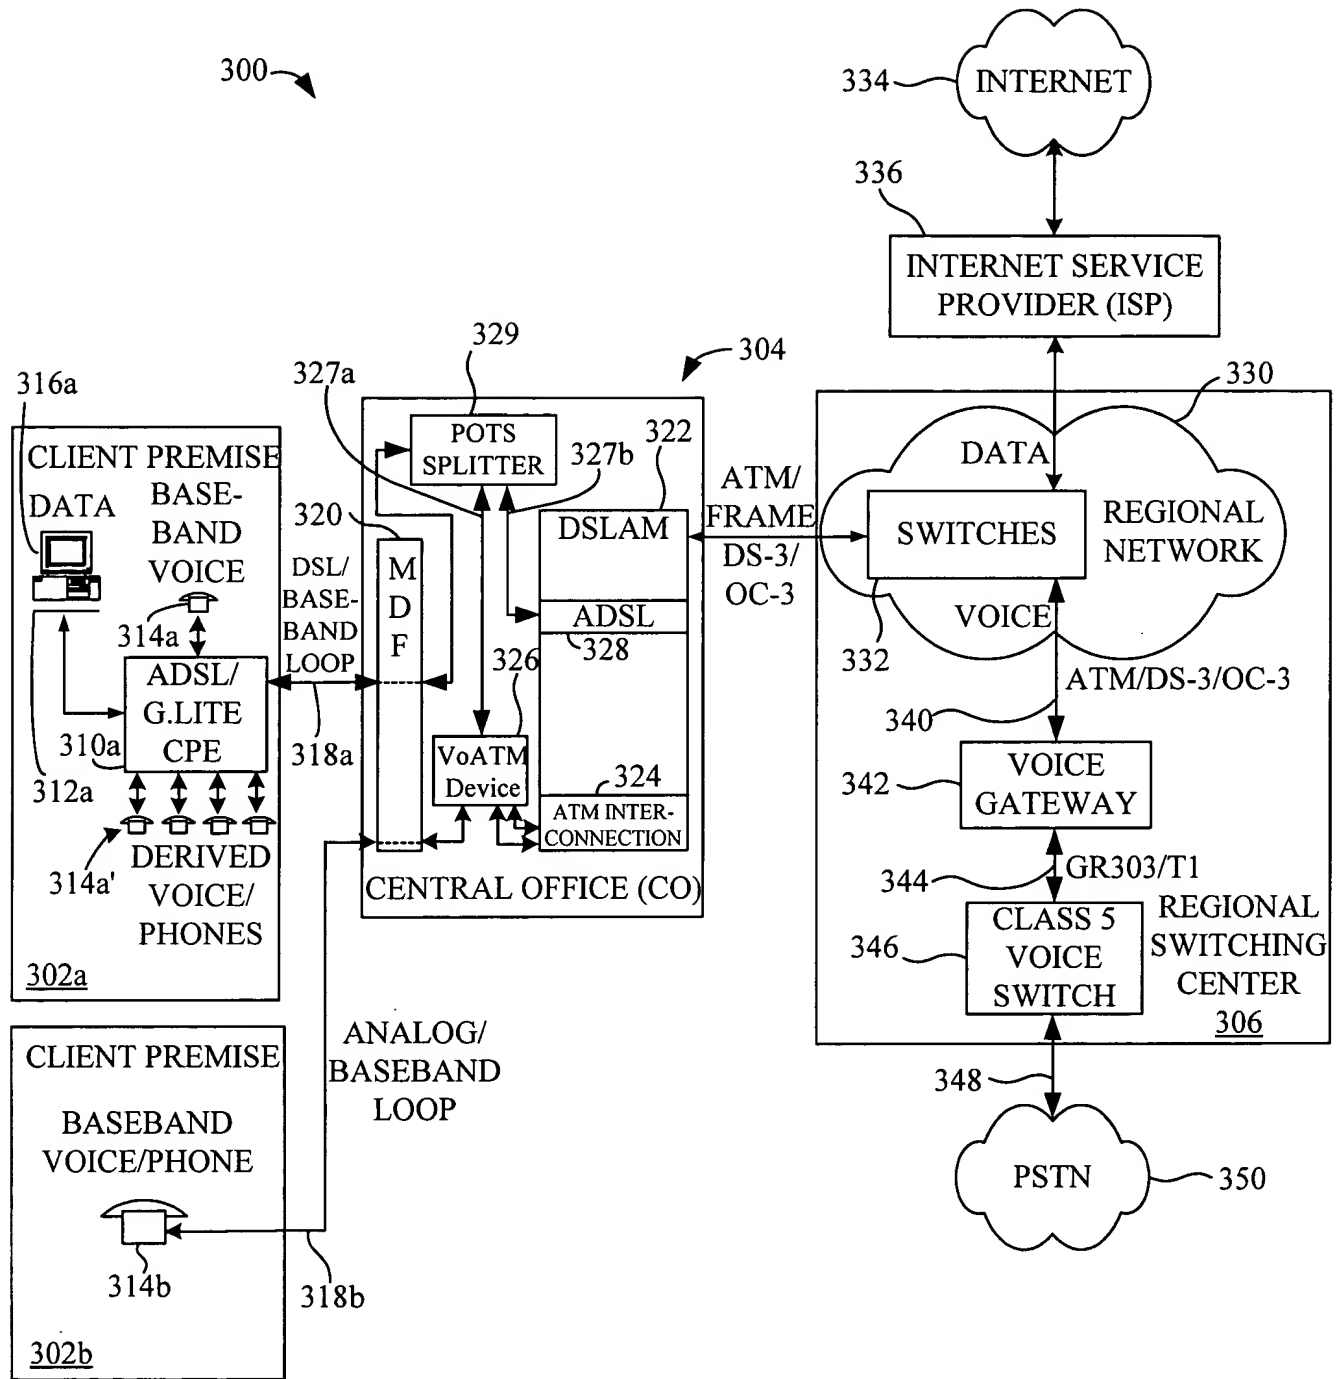 300
334
INTERNET
336
INTERNET SERVICE
PROVIDER (ISP)
304
329
327a
POTS
SPLITTER
327b
322
320
M
D
F
DSLAM
ADSL
328
326
VoATM
Device
324
ATM INTER-
CONNECTION
CENTRAL OFFICE (CO)
316a
CLIENT PREMISE
DATA
BASE-
BAND
VOICE
314a
ADSL/
G.LITE
CPE
310a
312a
314a'
DERIVED
VOICE/
PHONES
302a
DSL/
BASE-
BAND
LOOP
318a
ATM/
FRAME
DS-3/
OC-3
330
DATA
SWITCHES
REGIONAL
NETWORK
VOICE
332
ATM/DS-3/OC-3
340
342
VOICE
GATEWAY
344
GR303/T1
346
CLASS 5
VOICE
SWITCH
REGIONAL
SWITCHING
CENTER
306
348
PSTN
350
CLIENT PREMISE
BASEBAND
VOICE/PHONE
314b
302b
ANALOG/
BASEBAND
LOOP
318b